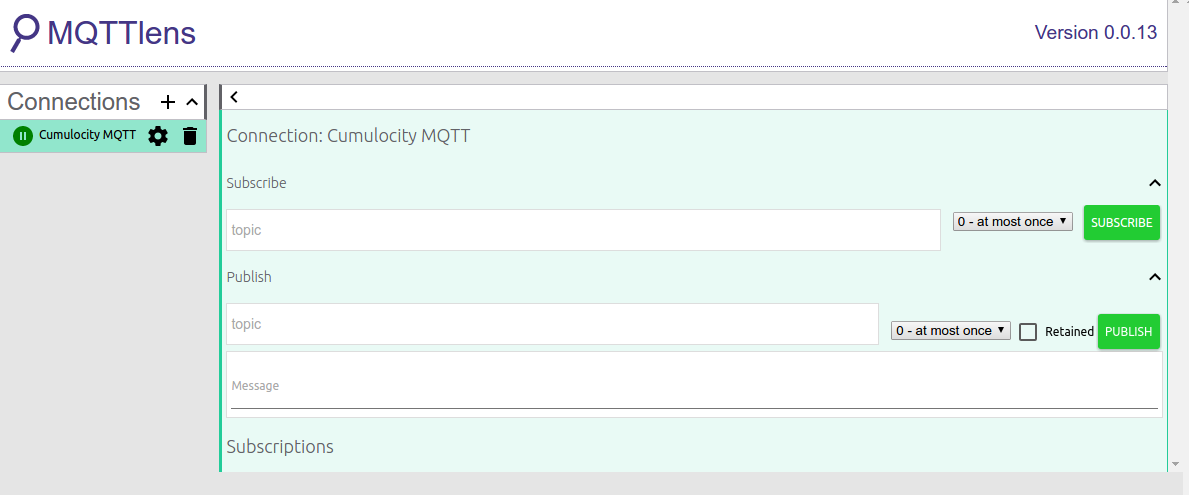 MQTTlens
Version 0.0.13
Connections
Cumulocity MQTT
Connection: Cumulocity MQTT
Subscribe
topic
0 - at most once
SUBSCRIBE
Publish
topic
0 - at most once
Retained
PUBLISH
Message
Subscriptions